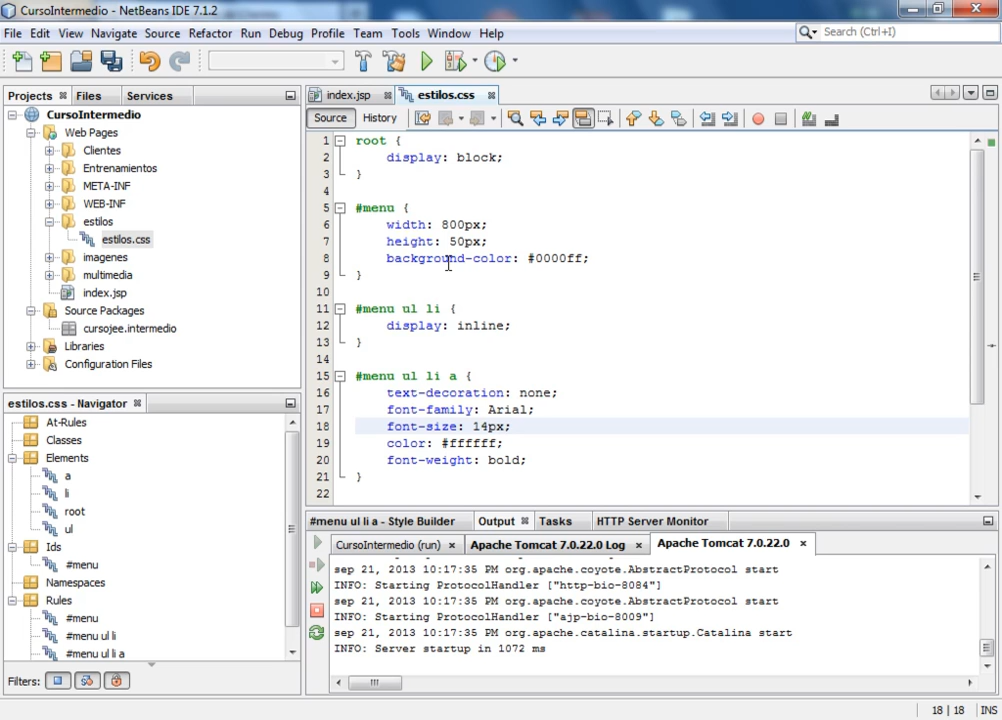 CursoIntermedio - NetBeans IDE 7.1.2
File Edit View Navigate Source Refactor Run Debug Profile Team Tools Window Help
Search (Ctrl+I)
Projects Files Services
index.jsp estilos.css
CursoIntermedio
Web Pages
Clientes
Entrenamientos
META-INF
WEB-INF
estilos
estilos.css
imagenes
multimedia
index.jsp
Source Packages
cursojee.intermedio
Libraries
Configuration Files
Source History
1 root {
2 display: block;
3 }
4
5 #menu {
6 width: 800px;
7 height: 50px;
8 background-color: #0000ff;
9 }
10
11 #menu ul li {
12 display: inline;
13 }
14
15 #menu ul li a {
16 text-decoration: none;
17 font-family: Arial;
18 font-size: 14px;
19 color: #ffffff;
20 font-weight: bold;
21 }
22
estilos.css - Navigator
At-Rules
Classes
Elements
a
li
root
ul
Ids
#menu
Namespaces
Rules
#menu
#menu ul li
#menu ul li a
Filters:
#menu ul li a - Style Builder Output Tasks HTTP Server Monitor
CursoIntermedio (run) Apache Tomcat 7.0.22.0 Log Apache Tomcat 7.0.22.0
sep 21, 2013 10:17:35 PM org.apache.coyote.AbstractProtocol start
INFO: Starting ProtocolHandler ["http-bio-8084"]
sep 21, 2013 10:17:35 PM org.apache.coyote.AbstractProtocol start
INFO: Starting ProtocolHandler ["ajp-bio-8009"]
sep 21, 2013 10:17:35 PM org.apache.catalina.startup.Catalina start
INFO: Server startup in 1072 ms
18 | 18 INS